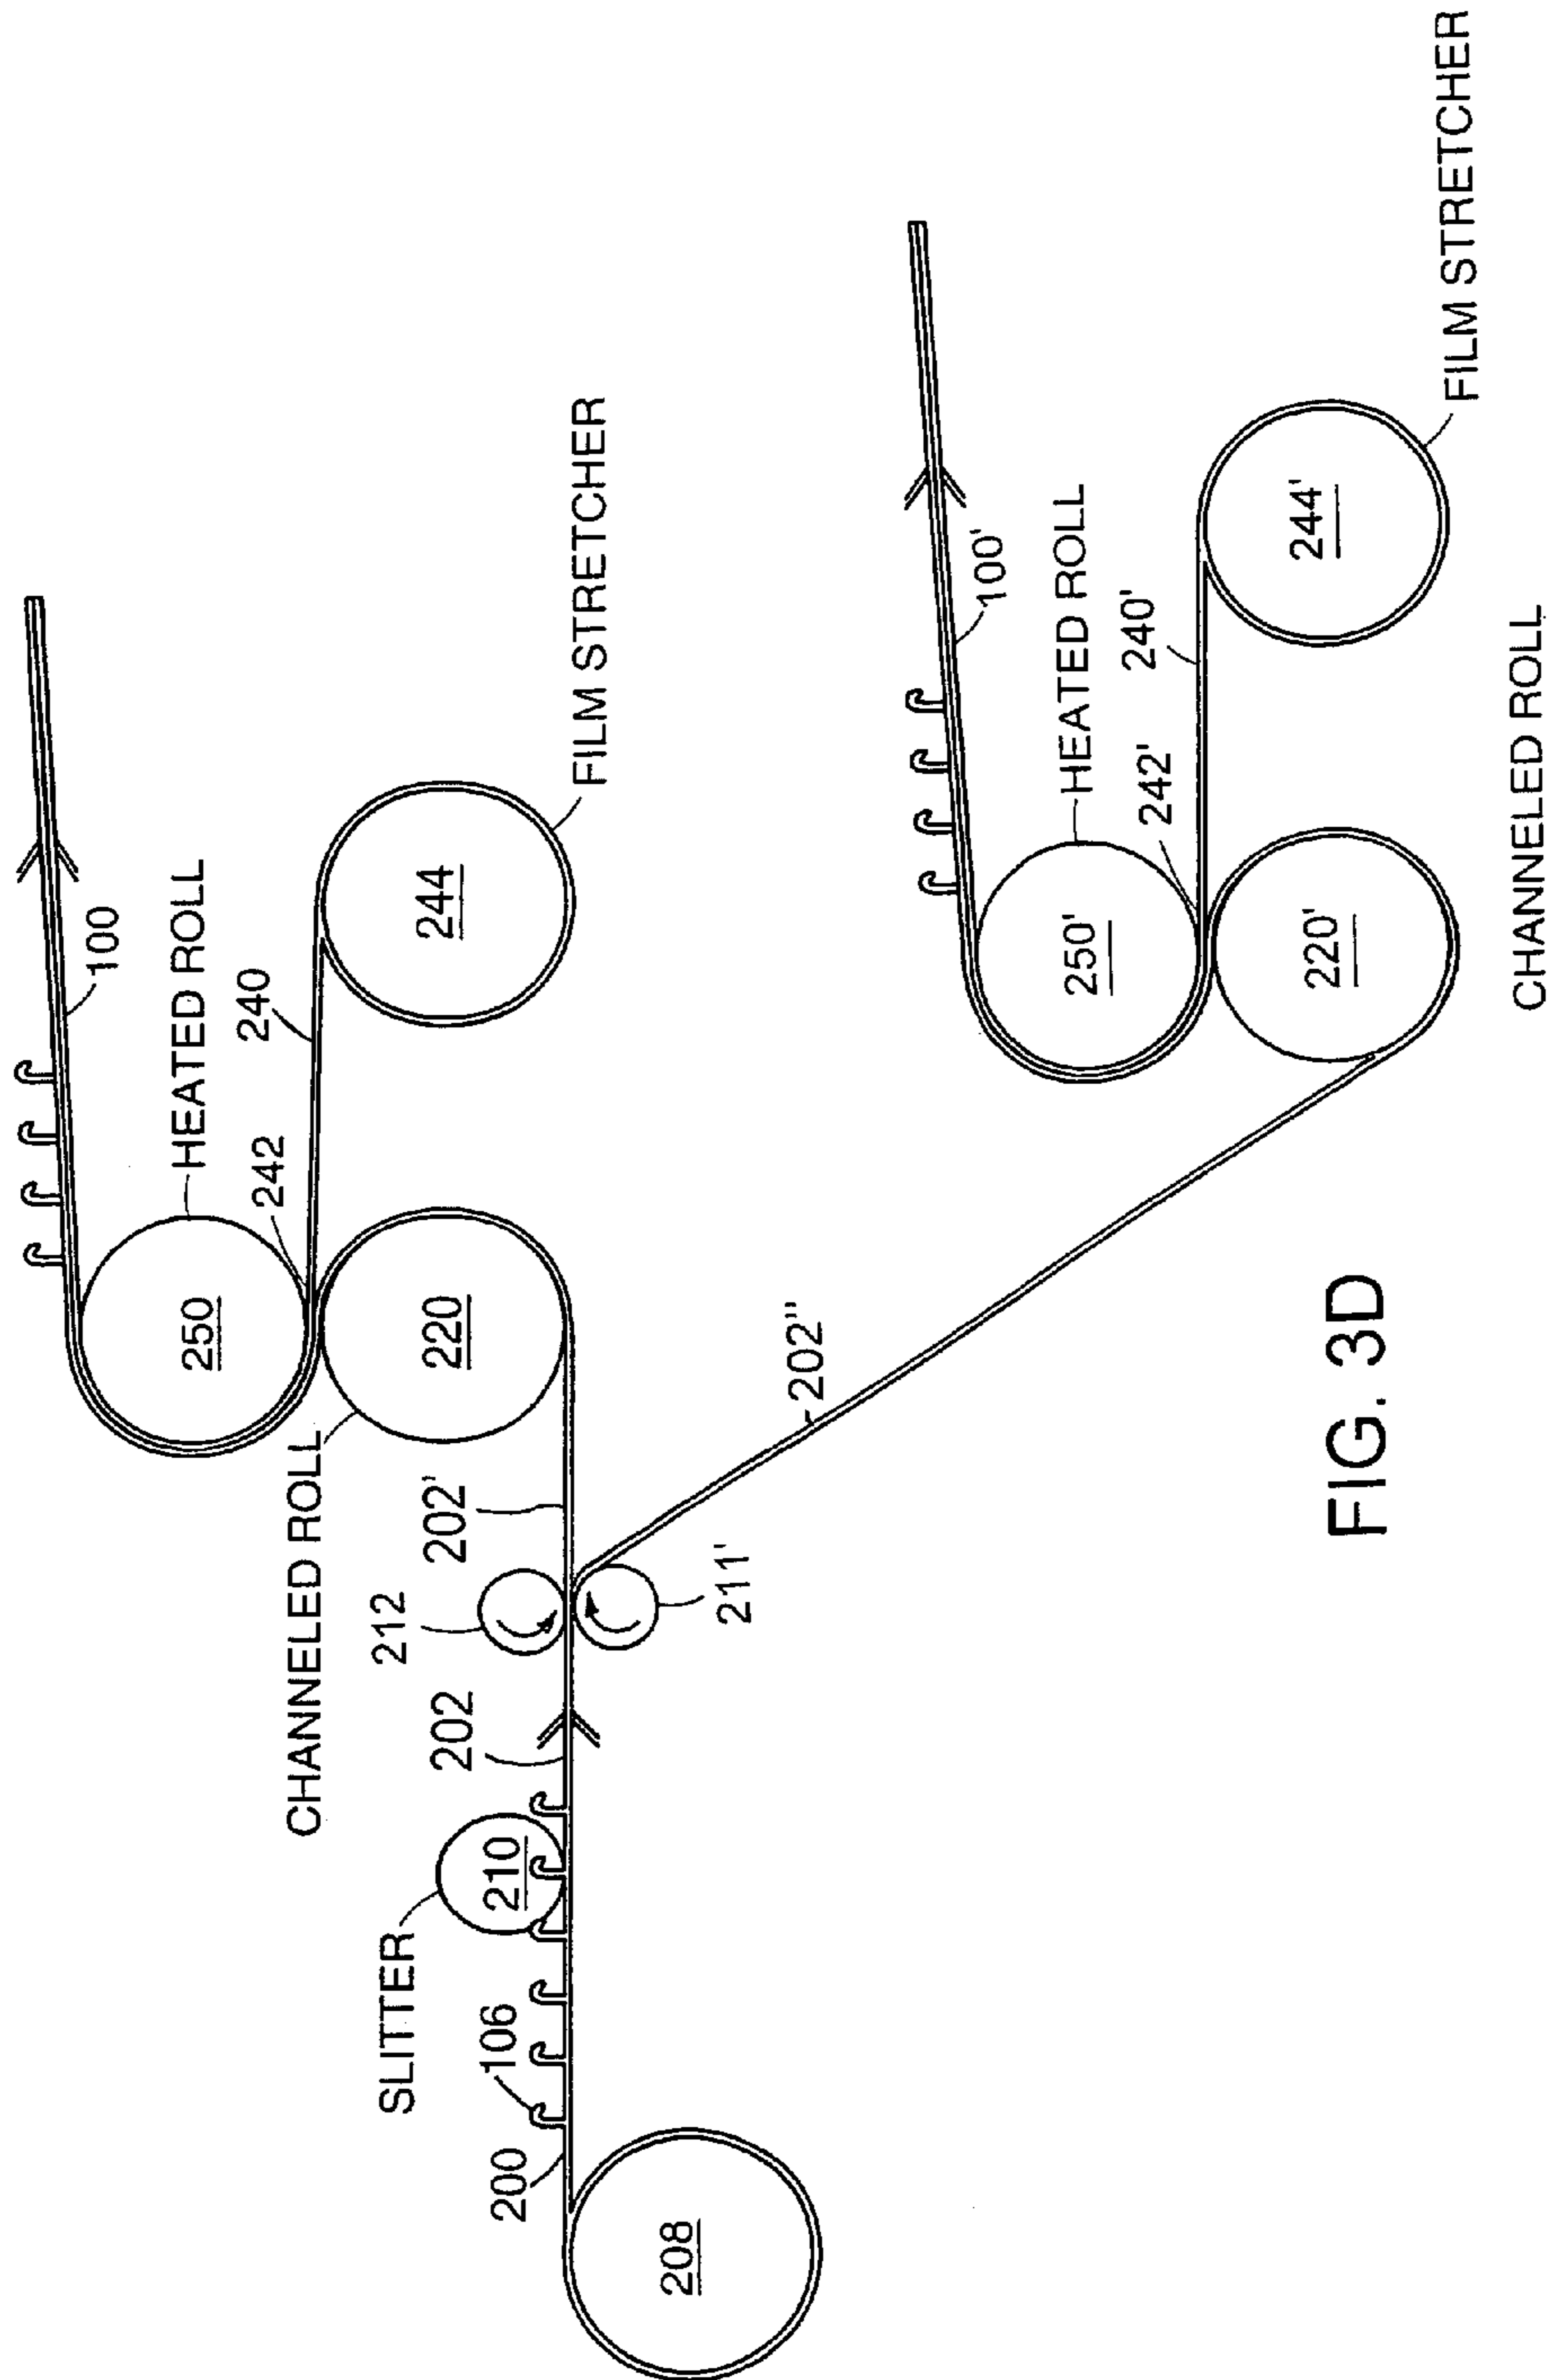 100
HEATED ROLL
240
242
250
244
FILM STRETCHER
CHANNELED ROLL
220
202'
212
202
SLITTER
210
106
200
208
211'
202"
100'
HEATED ROLL
240'
242'
250'
244'
FILM STRETCHER
220'
CHANNELED ROLL
FIG. 3D